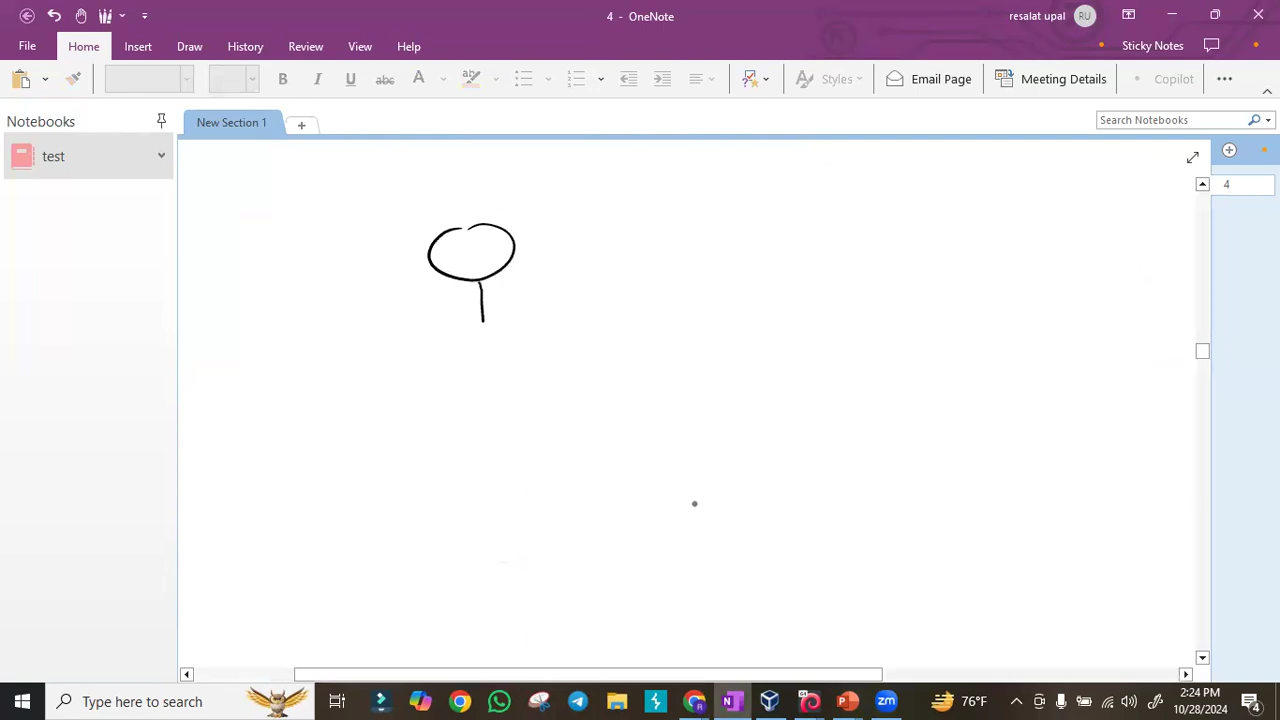 4 - OneNote
resalat upal
RU
File
Home
Insert
Draw
History
Review
View
Help
Sticky Notes
B I U abc A ab
Styles
Email Page
Meeting Details
Copilot
Notebooks
New Section 1
Search Notebooks
test
4
Type here to search
76°F
2:24 PM
10/28/2024
4